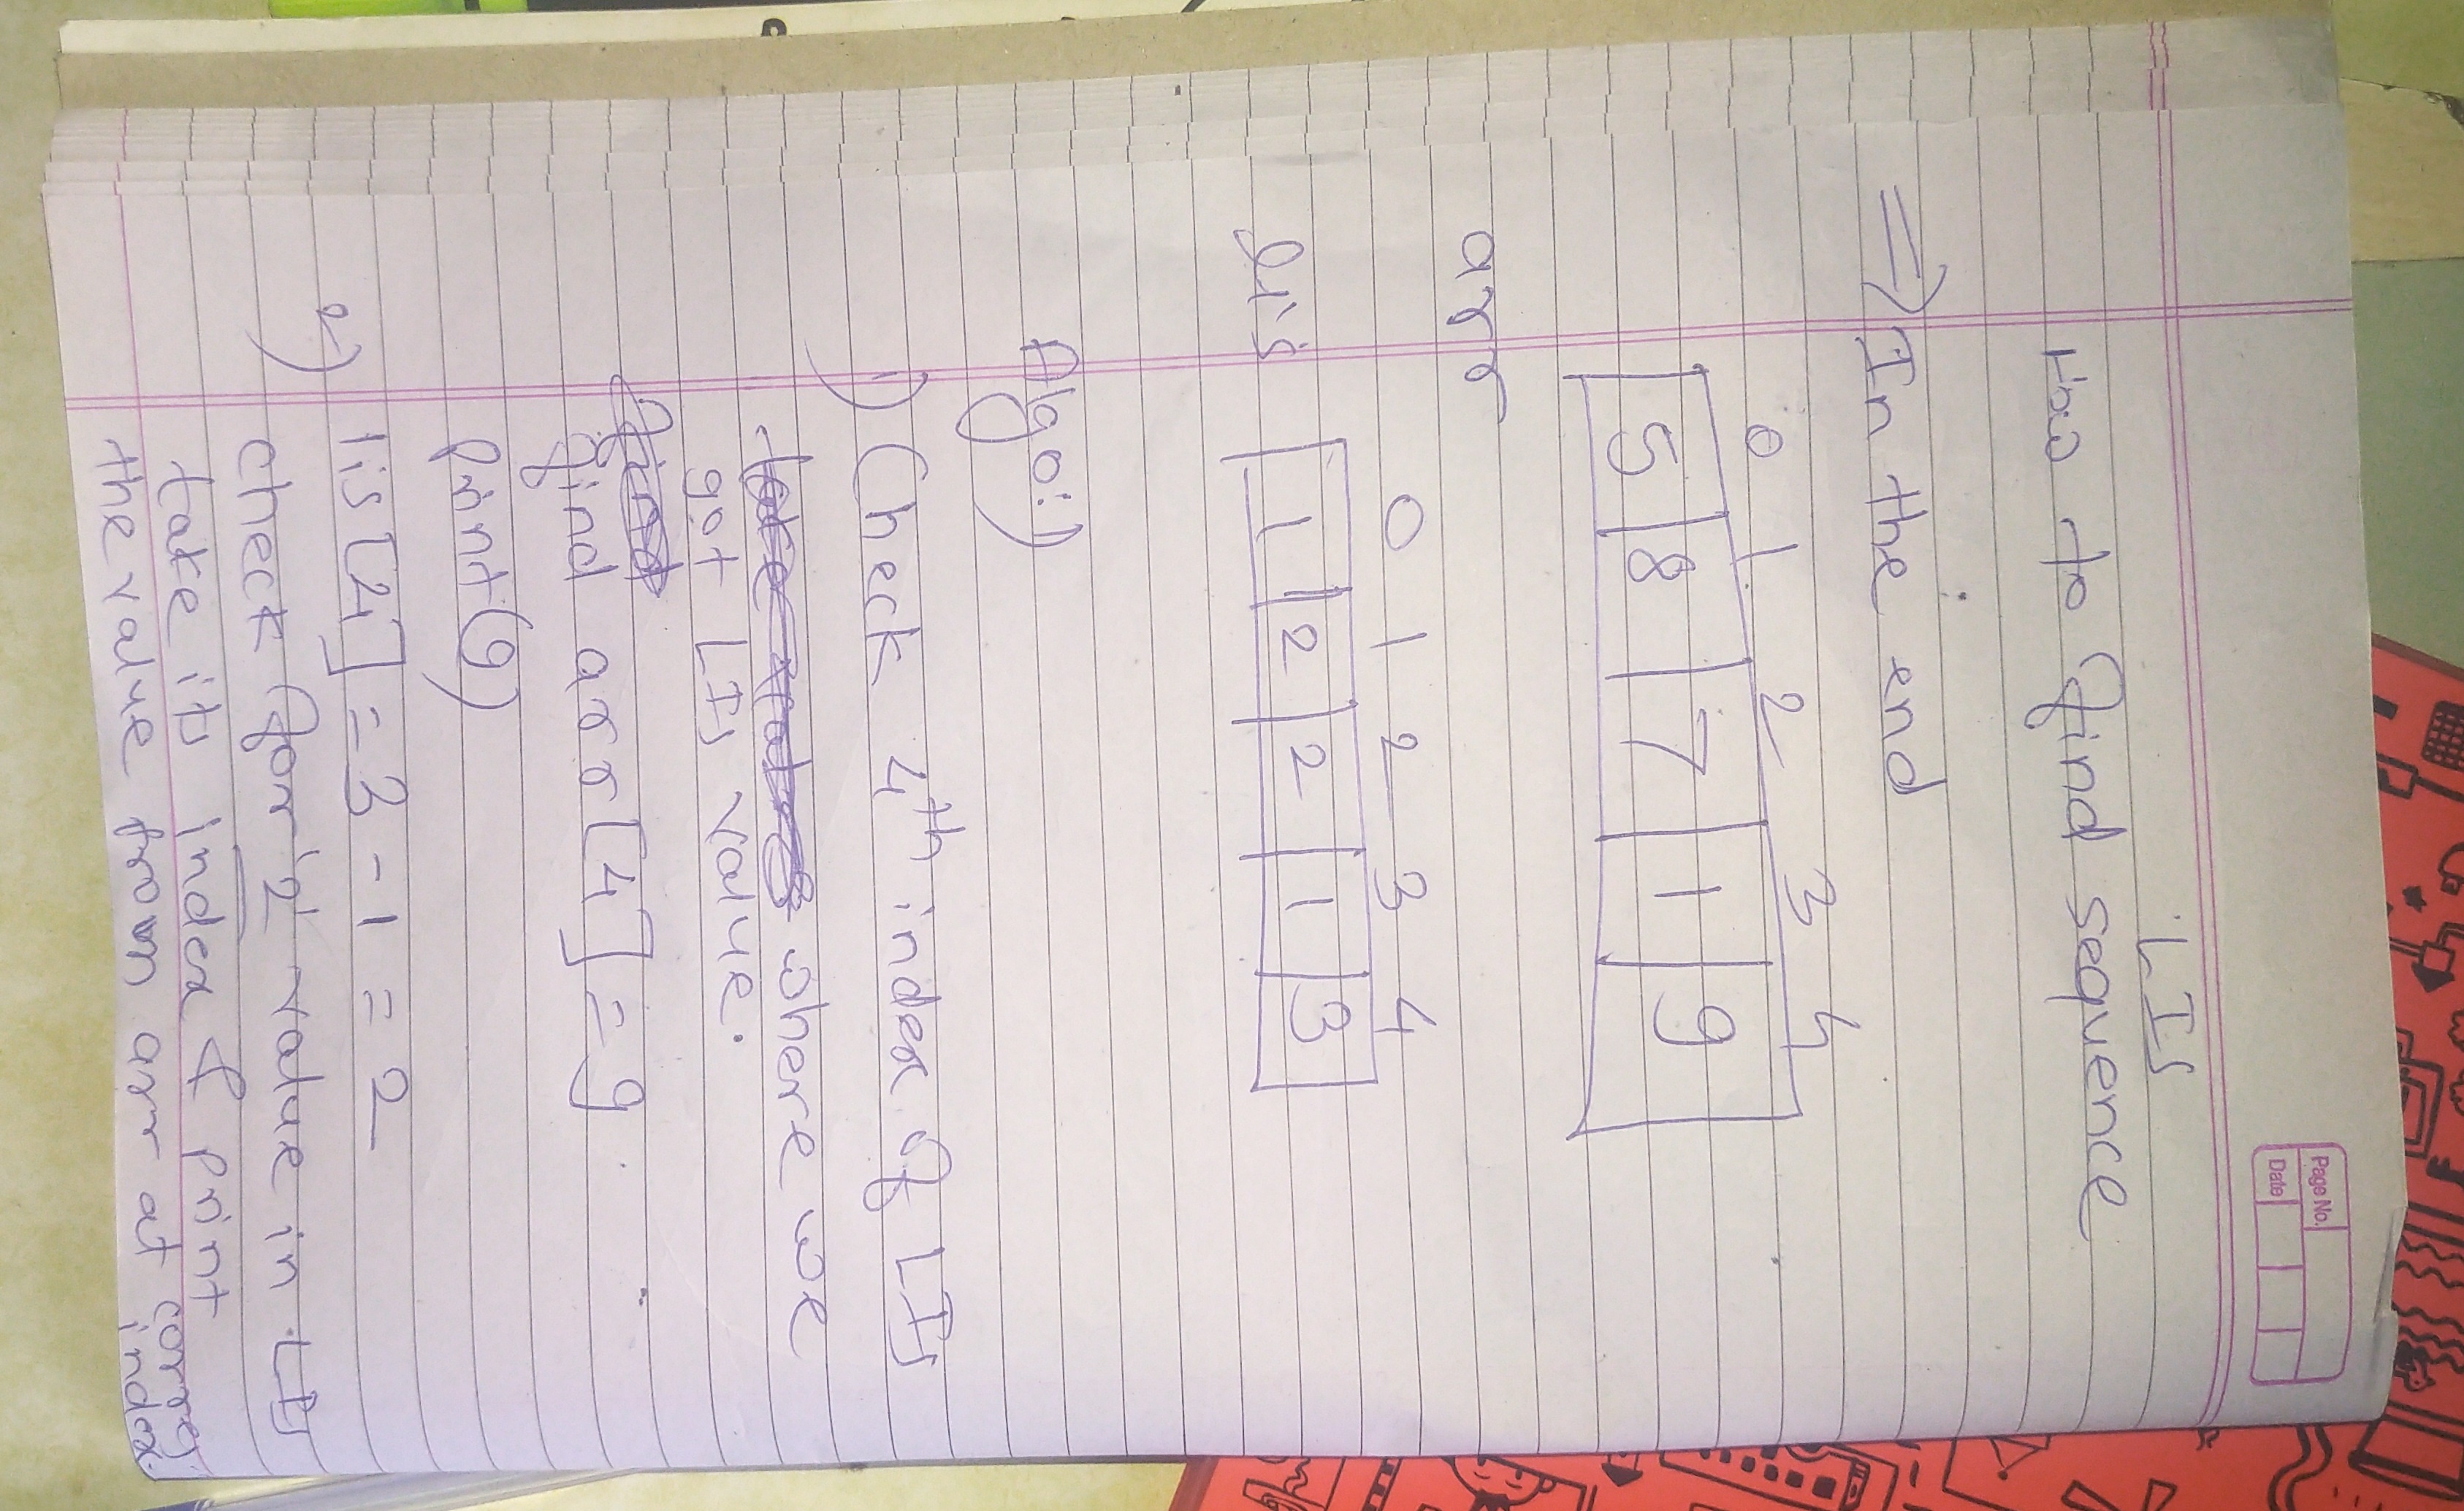 Page No.
Date
LIS
How to find sequence
=> In the end
0 1 2 3 4
5 8 7 1 9
arr
0 1 2 3 4
lis 1 2 2 1 3
Algo:)
1) Check 4th index of LIS
where we
got LIS value.
find
find arr[4] = 9
Print(9)
2) lis[4] = 3 - 1 = 2
check for '2' value in LIS
take its index & print
the value from arr at corres index.